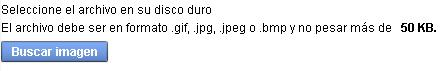 Seleccione el archivo en su disco duro
El archivo debe ser en formato .gif, .jpg, .jpeg o .bmp y no pesar más de 50 KB.
Buscar imagen